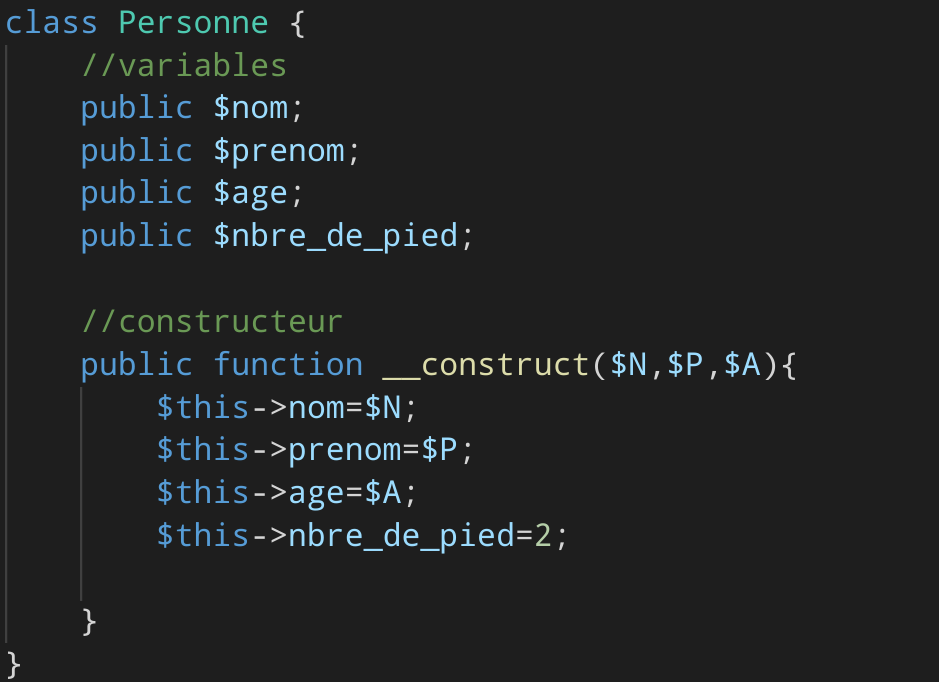 class Personne {
    //variables
    public $nom;
    public $prenom;
    public $age;
    public $nbre_de_pied;

    //constructeur
    public function __construct($N,$P,$A){
        $this->nom=$N;
        $this->prenom=$P;
        $this->age=$A;
        $this->nbre_de_pied=2;

    }
}